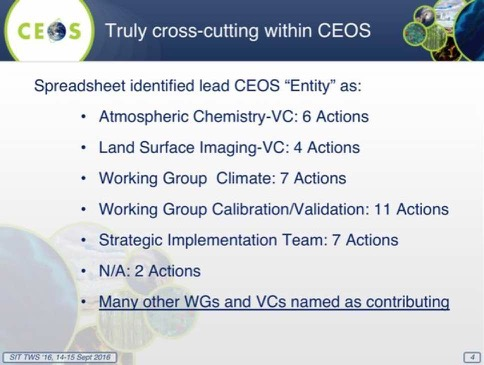 CEOS
Truly cross-cutting within CEOS
Spreadsheet identified lead CEOS “Entity” as:
• Atmospheric Chemistry-VC: 6 Actions
• Land Surface Imaging-VC: 4 Actions
• Working Group Climate: 7 Actions
• Working Group Calibration/Validation: 11 Actions
• Strategic Implementation Team: 7 Actions
• N/A: 2 Actions
• Many other WGs and VCs named as contributing
SIT TWS '16, 14-15 Sept 2016
4